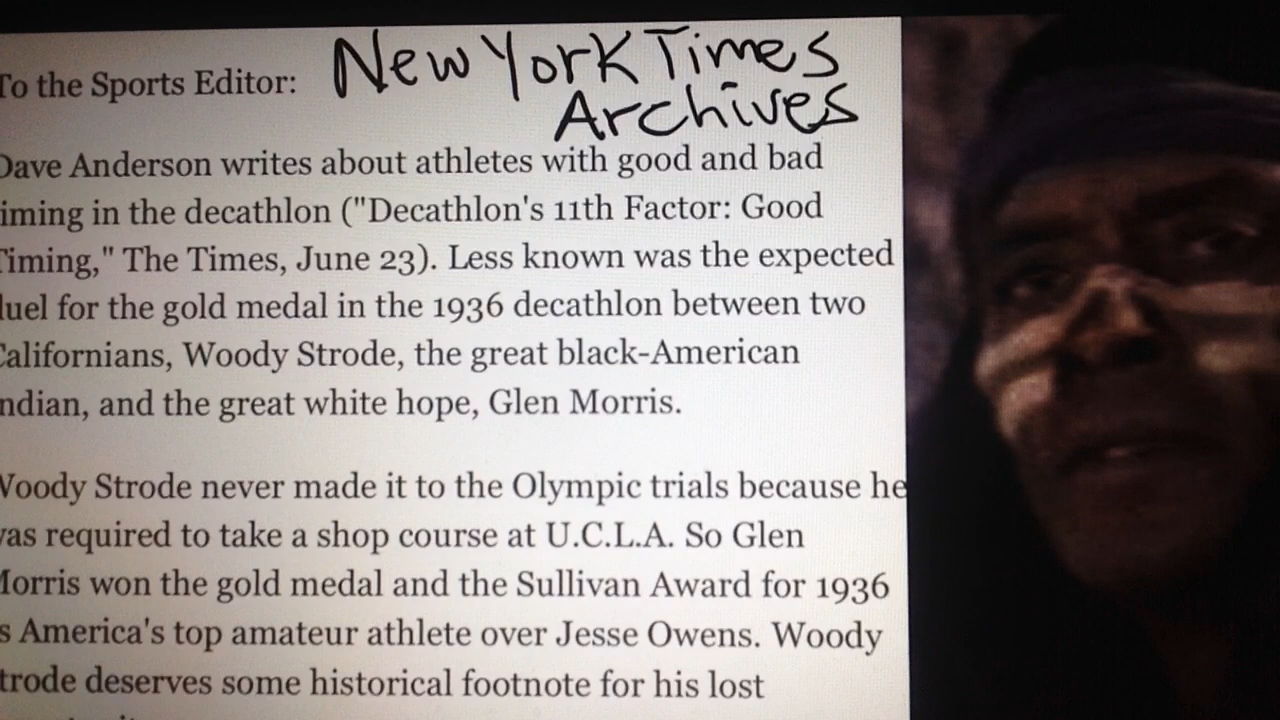 To the Sports Editor: New York Times
Archives
Dave Anderson writes about athletes with good and bad
iming in the decathlon ("Decathlon's 11th Factor: Good
Timing," The Times, June 23). Less known was the expected
duel for the gold medal in the 1936 decathlon between two
Californians, Woody Strode, the great black-American
ndian, and the great white hope, Glen Morris.
Woody Strode never made it to the Olympic trials because he
was required to take a shop course at U.C.L.A. So Glen
Morris won the gold medal and the Sullivan Award for 1936
s America's top amateur athlete over Jesse Owens. Woody
trode deserves some historical footnote for his lost